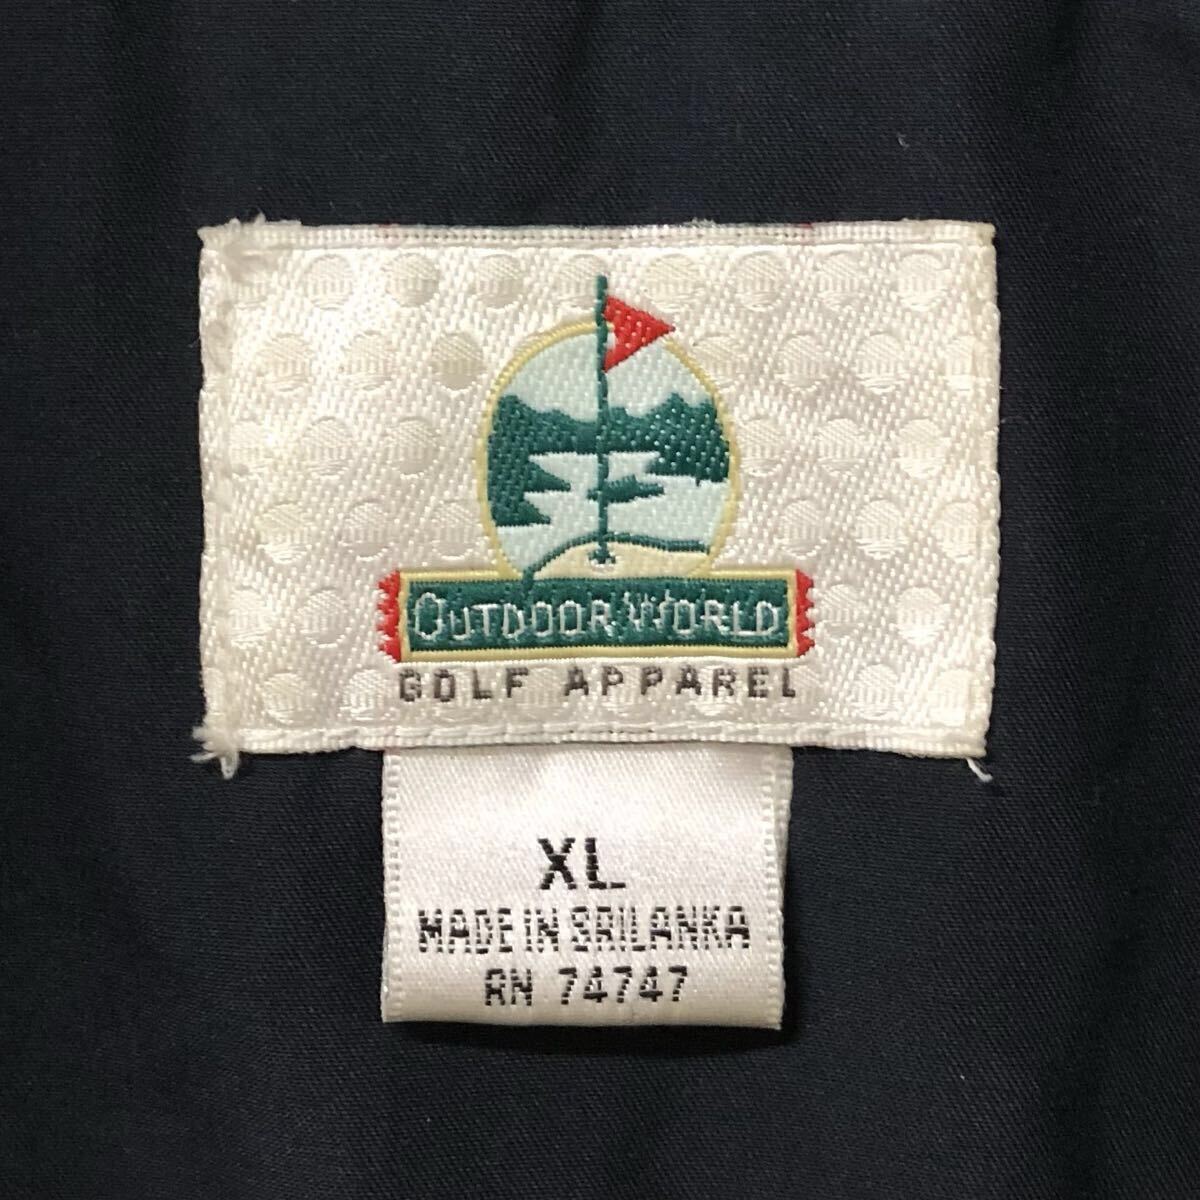 OUTDOOR WORLD
GOLF APPAREL
XL
MADE IN SRILANKA
RN 74747